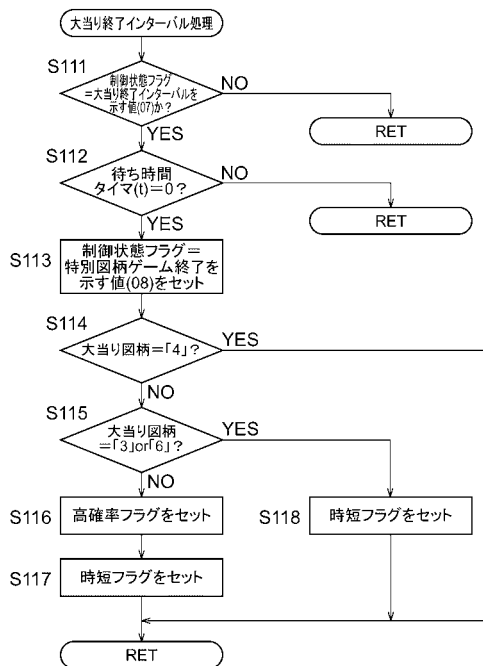 大当り終了インターバル処理
S111
制御状態フラグ
=大当り終了インターバルを
示す値(07)か?
NO
RET
YES
S112
待ち時間
タイマ(t)=0?
NO
RET
YES
S113
制御状態フラグ=
特別図柄ゲーム終了を
示す値(08)をセット
S114
大当り図柄=「4」?
YES
NO
S115
大当り図柄
=「3」or「6」?
YES
NO
S116
高確率フラグをセット
S118
時短フラグをセット
S117
時短フラグをセット
RET